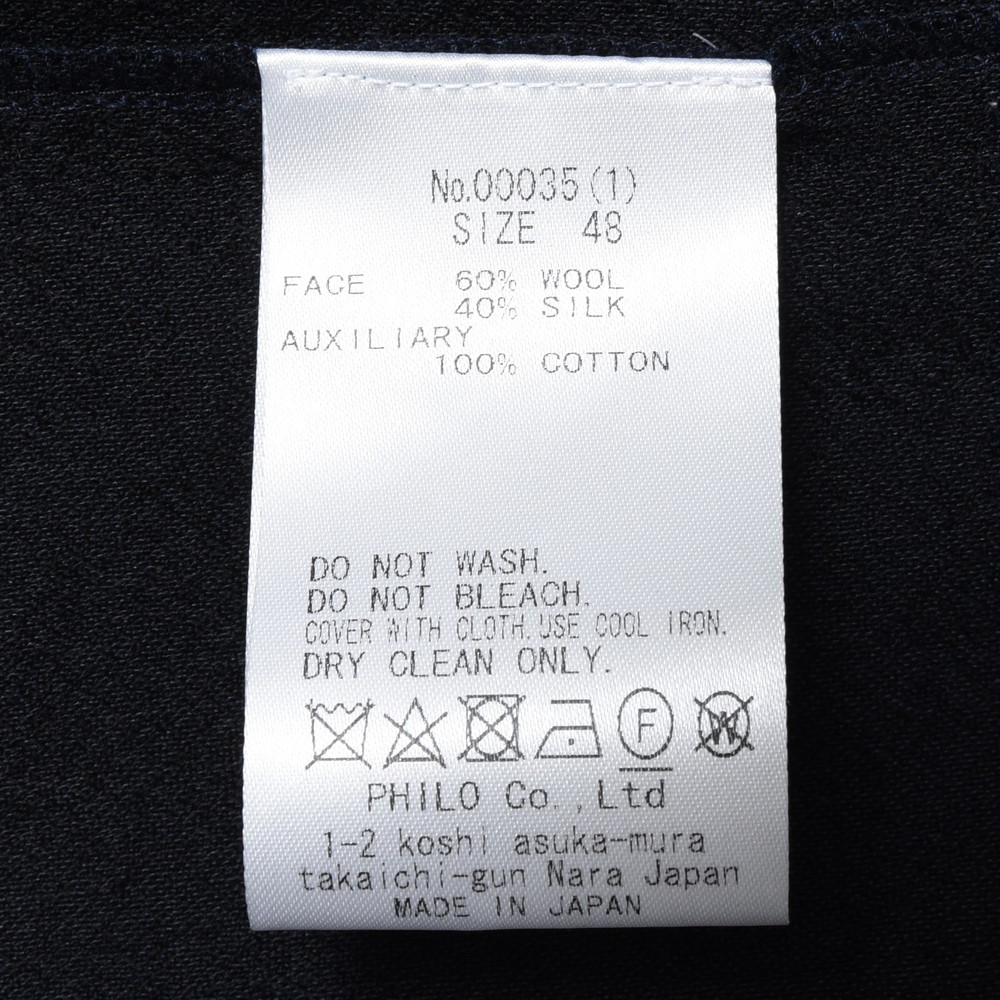 No.00035(1)
SIZE 48
FACE 60% WOOL
40% SILK
AUXILIARY
100% COTTON
DO NOT WASH.
DO NOT BLEACH.
COVER WITH CLOTH.USE COOL IRON.
DRY CLEAN ONLY.
F W
PHILO Co.,Ltd
1-2 koshi asuka-mura
takaichi-gun Nara Japan
MADE IN JAPAN